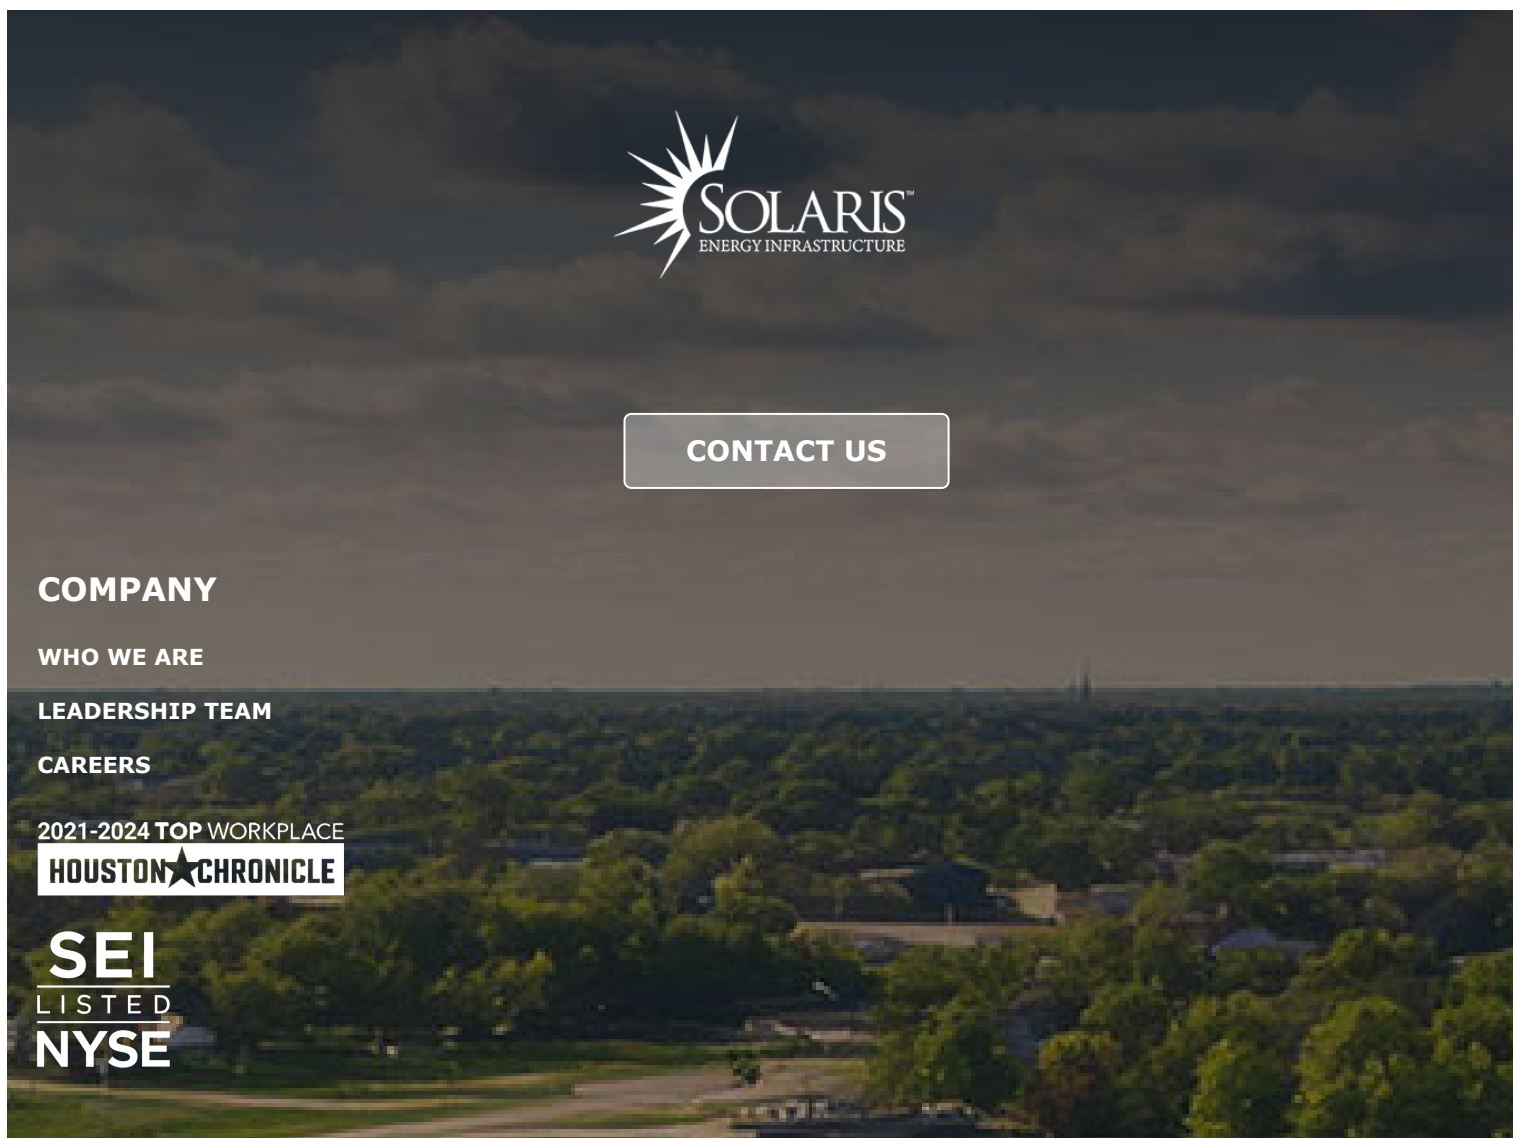 SOLARIS™
ENERGY INFRASTRUCTURE
CONTACT US
COMPANY
WHO WE ARE
LEADERSHIP TEAM
CAREERS
2021-2024 TOP WORKPLACE
HOUSTON★CHRONICLE
SEI
LISTED
NYSE